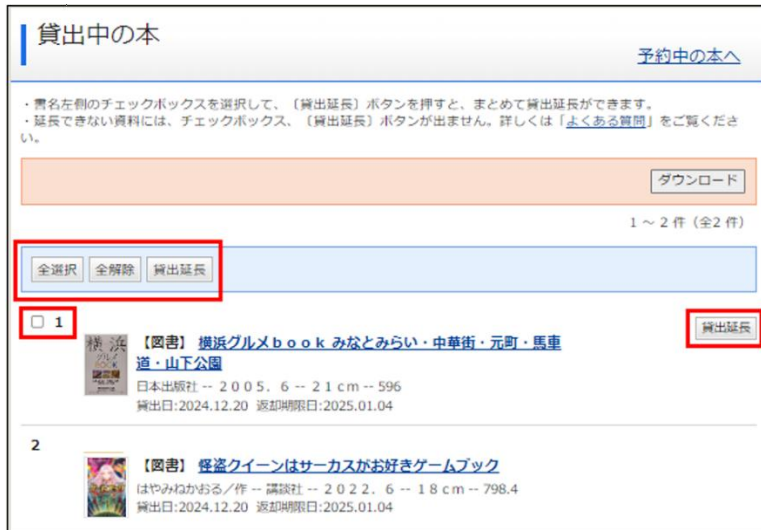 貸出中の本
予約中の本へ
・書名左側のチェックボックスを選択して、〔貸出延長〕ボタンを押すと、まとめて貸出延長ができます。
・延長できない資料には、チェックボックス、〔貸出延長〕ボタンが出ません。詳しくは「よくある質問」をご覧くださ
い。
ダウンロード
1 ～ 2 件（全2 件）
全選択 全解除 貸出延長
1
貸出延長
横浜
グルメ
BOOK
【図書】 横浜グルメｂｏｏｋ みなとみらい・中華街・元町・馬車
道・山下公園
日本出版社 -- ２００５．６ -- ２１ｃｍ -- 596
貸出日:2024.12.20 返却期限日:2025.01.04
2
【図書】 怪盗クイーンはサーカスがお好きゲームブック
はやみねかおる／作 -- 講談社 -- ２０２２．６ -- １８ｃｍ -- 798.4
貸出日:2024.12.20 返却期限日:2025.01.04